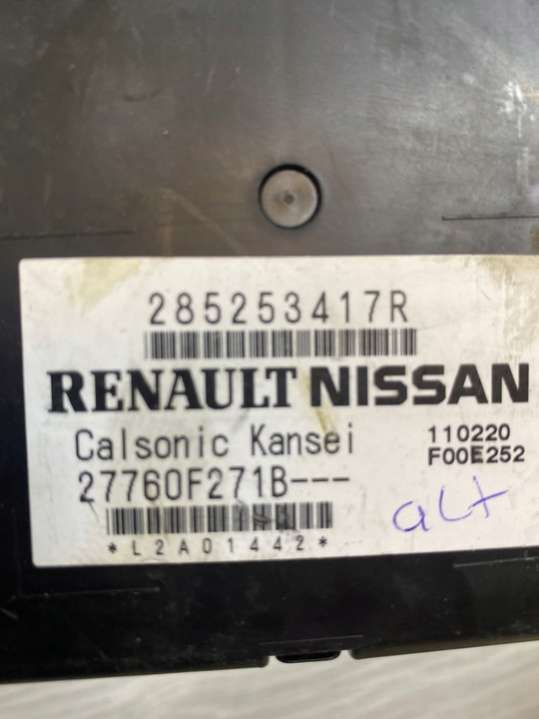 285253417R
RENAULT NISSAN
Calsonic Kansei
110220
F00E252
27760F271B---
alt
*L2A01442*